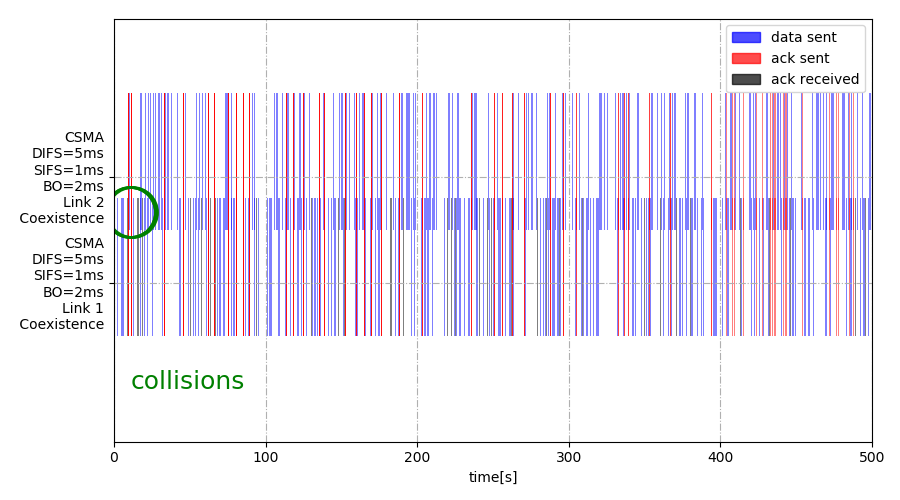 data sent
ack sent
ack received
CSMA
DIFS=5ms
SIFS=1ms
BO=2ms
Link 2
Coexistence
CSMA
DIFS=5ms
SIFS=1ms
BO=2ms
Link 1
Coexistence
collisions
0 100 200 300 400 500
time[s]